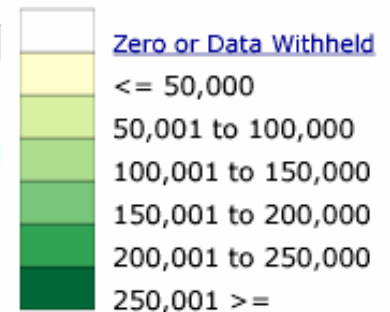 Zero or Data Withheld
<= 50,000
50,001 to 100,000
100,001 to 150,000
150,001 to 200,000
200,001 to 250,000
250,001 >=